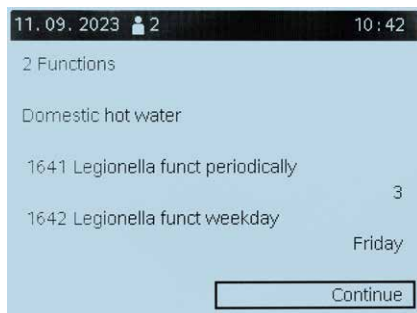 11.09.2023 2 10:42
2 Functions
Domestic hot water
1641 Legionella funct periodically
3
1642 Legionella funct weekday
Friday
Continue